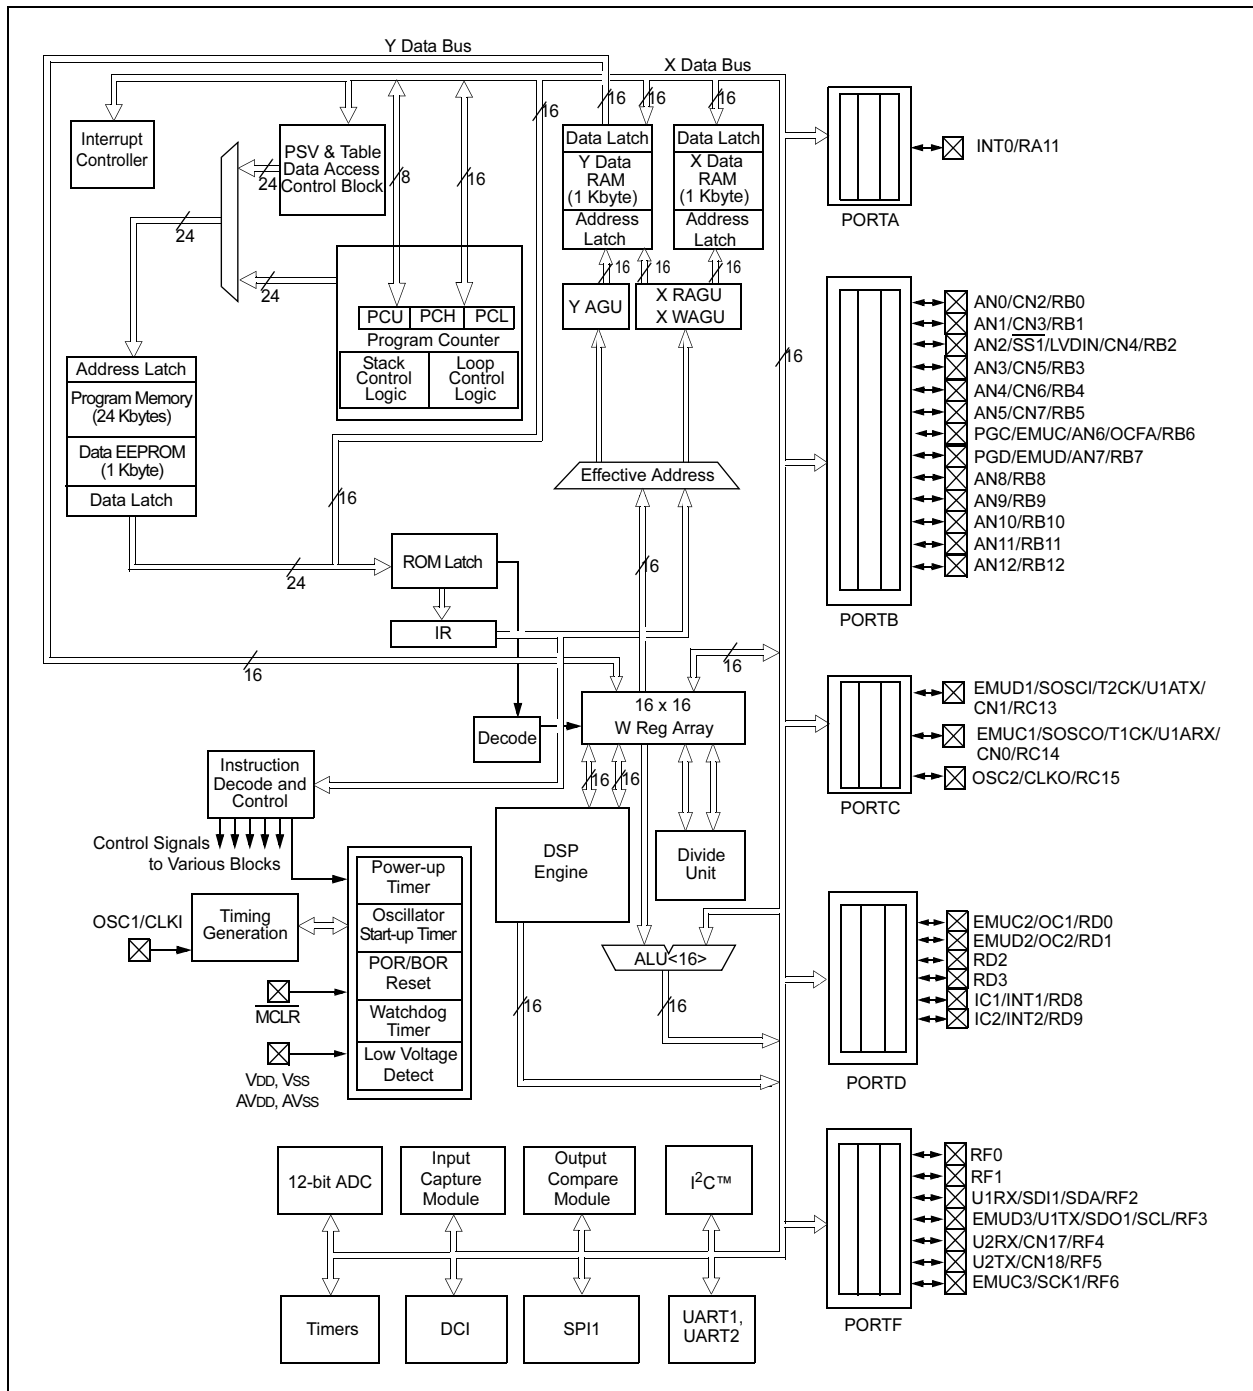 Y Data Bus
X Data Bus
16
16
16
16
Interrupt
Controller
PSV & Table
Data Access
Control Block
24
8
16
24
24
Data Latch
Y Data
RAM
(1 Kbyte)
Address
Latch
Data Latch
X Data
RAM
(1 Kbyte)
Address
Latch
16
16
16
Y AGU
X RAGU
X WAGU
PCU
PCH
PCL
Program Counter
Stack
Control
Logic
Loop
Control
Logic
16
Address Latch
Program Memory
(24 Kbytes)
Data EEPROM
(1 Kbyte)
Data Latch
16
24
Effective Address
ROM Latch
16
IR
16
16
16 x 16
W Reg Array
Decode
Instruction
Decode and
Control
16
16
Control Signals
to Various Blocks
DSP
Engine
Divide
Unit
Power-up
Timer
Oscillator
Start-up Timer
POR/BOR
Reset
Watchdog
Timer
Low Voltage
Detect
OSC1/CLKI
Timing
Generation
MCLR
VDD, VSS
AVDD, AVSS
ALU<16>
16
16
12-bit ADC
Input
Capture
Module
Output
Compare
Module
I²C™
Timers
DCI
SPI1
UART1,
UART2
INT0/RA11
PORTA
AN0/CN2/RB0
AN1/CN3/RB1
AN2/SS1/LVDIN/CN4/RB2
AN3/CN5/RB3
AN4/CN6/RB4
AN5/CN7/RB5
PGC/EMUC/AN6/OCFA/RB6
PGD/EMUD/AN7/RB7
AN8/RB8
AN9/RB9
AN10/RB10
AN11/RB11
AN12/RB12
PORTB
EMUD1/SOSCI/T2CK/U1ATX/
CN1/RC13
EMUC1/SOSCO/T1CK/U1ARX/
CN0/RC14
OSC2/CLKO/RC15
PORTC
EMUC2/OC1/RD0
EMUD2/OC2/RD1
RD2
RD3
IC1/INT1/RD8
IC2/INT2/RD9
PORTD
RF0
RF1
U1RX/SDI1/SDA/RF2
EMUD3/U1TX/SDO1/SCL/RF3
U2RX/CN17/RF4
U2TX/CN18/RF5
EMUC3/SCK1/RF6
PORTF